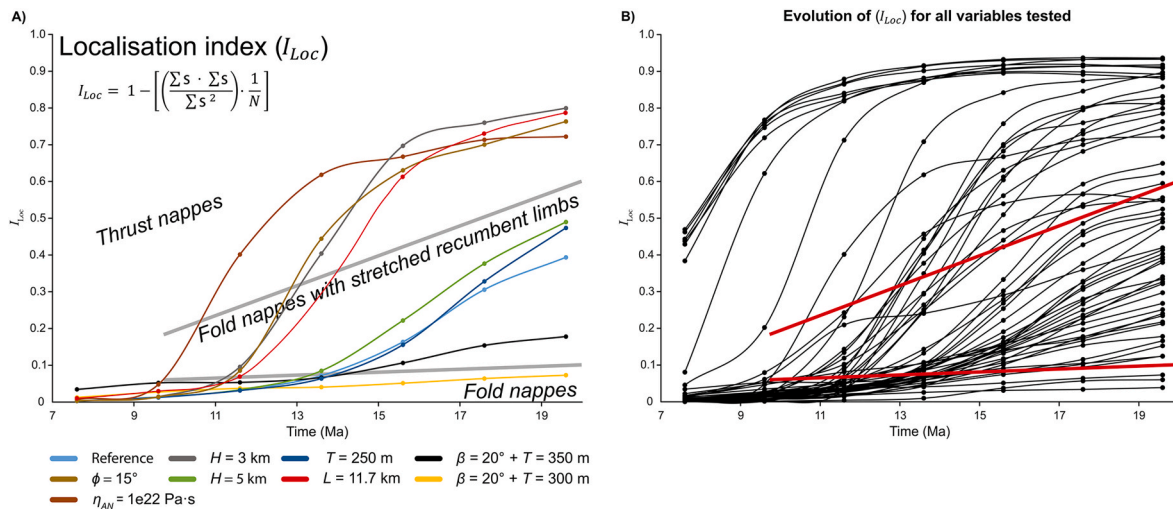 A)
Localisation index (I_Loc)
I_Loc = 1 − [((∑s · ∑s) / ∑s²) · 1/N]
1.0
0.9
0.8
0.7
0.6
0.5
0.4
0.3
0.2
0.1
0
I_Loc
Thrust nappes
Fold nappes with stretched recumbent limbs
Fold nappes
7 9 11 13 15 17 19
Time (Ma)
Reference
ϕ = 15°
η_AN = 1e22 Pa·s
H = 3 km
H = 5 km
T = 250 m
L = 11.7 km
β = 20° + T = 350 m
β = 20° + T = 300 m
B)
Evolution of (I_Loc) for all variables tested
1.0
0.9
0.8
0.7
0.6
0.5
0.4
0.3
0.2
0.1
0
I_Loc
7 9 11 13 15 17 19
Time (Ma)